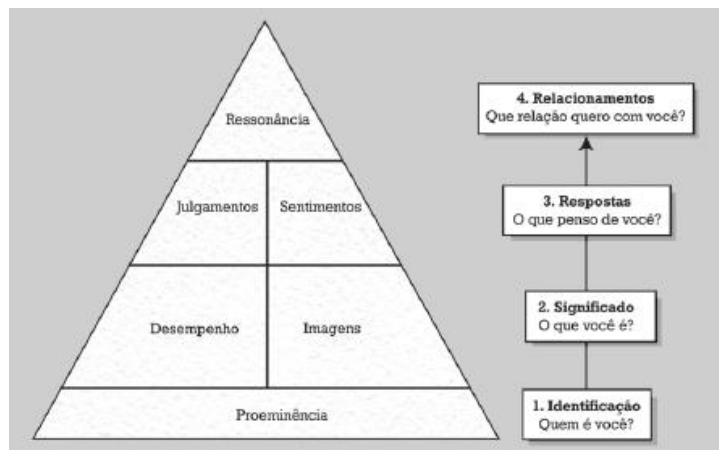 Ressonância
Julgamentos
Sentimentos
Desempenho
Imagens
Proeminência
4. Relacionamentos
Que relação quero com você?
3. Respostas
O que penso de você?
2. Significado
O que você é?
1. Identificação
Quem é você?